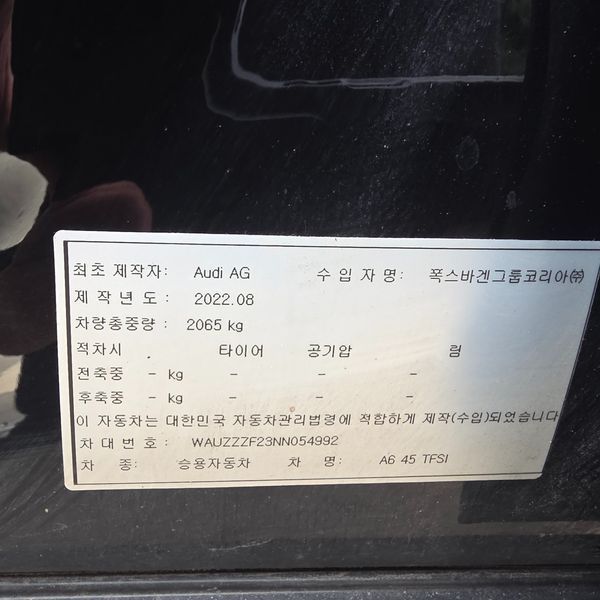 최초 제작자: Audi AG 수 입 자 명: 폭스바겐그룹코리아㈜
제 작 년 도 : 2022.08
차량총중량 : 2065 kg
적차시 타이어 공기압 림
전축중 - kg - - -
후축중 - kg - - -
이 자동차는 대한민국 자동차관리법령에 적합하게 제작(수입)되었습니다
차 대 번 호 : WAUZZZF23NN054992
차 종: 승용자동차 차 명: A6 45 TFSI